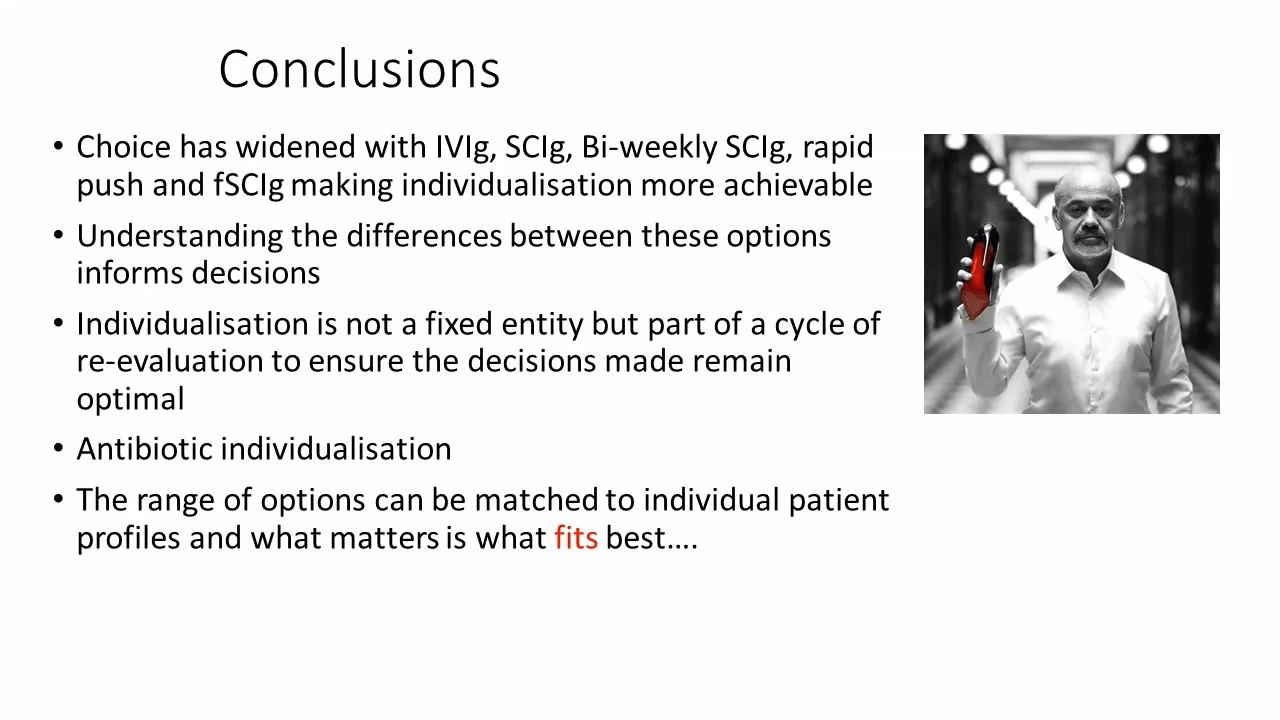 Conclusions
• Choice has widened with IVIg, SCIg, Bi-weekly SCIg, rapid
push and fSCIg making individualisation more achievable
• Understanding the differences between these options
informs decisions
• Individualisation is not a fixed entity but part of a cycle of
re-evaluation to ensure the decisions made remain
optimal
• Antibiotic individualisation
• The range of options can be matched to individual patient
profiles and what matters is what fits best….